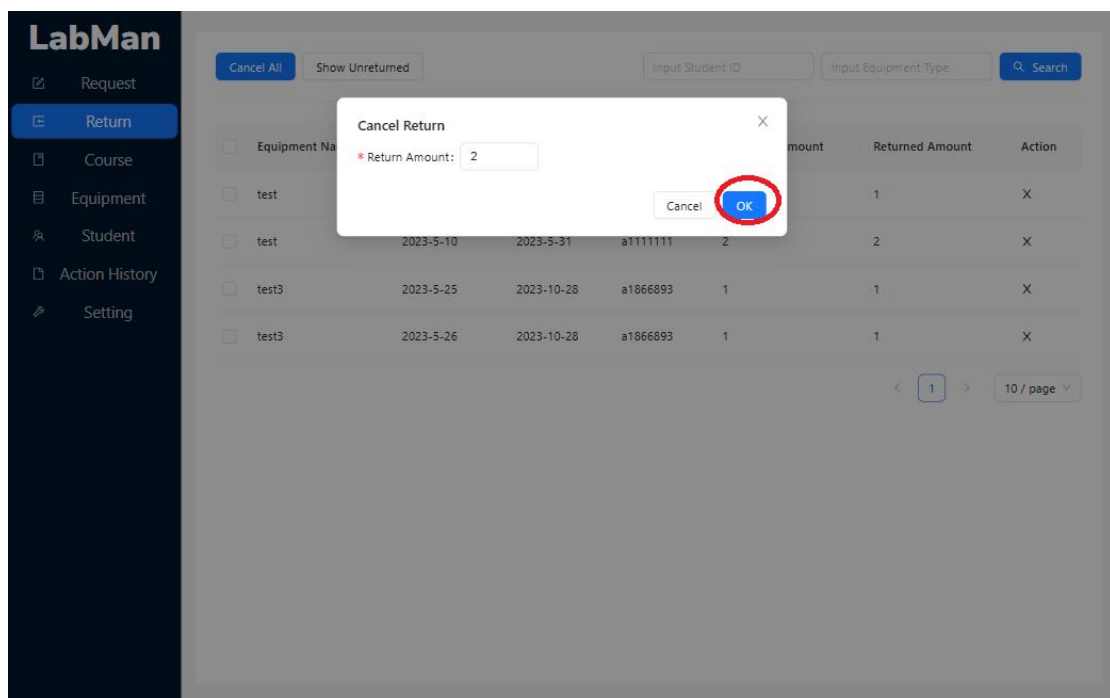 LabMan
Request
Return
Course
Equipment
Student
Action History
Setting
Cancel All Show Unreturned Input Student ID Input Equipment Type Search
Cancel Return
* Return Amount: 2
Cancel OK
Equipment Na mount Returned Amount Action
test 1 X
test 2023-5-10 2023-5-31 a1111111 2 2 X
test3 2023-5-25 2023-10-28 a1866893 1 1 X
test3 2023-5-26 2023-10-28 a1866893 1 1 X
< 1 > 10 / page